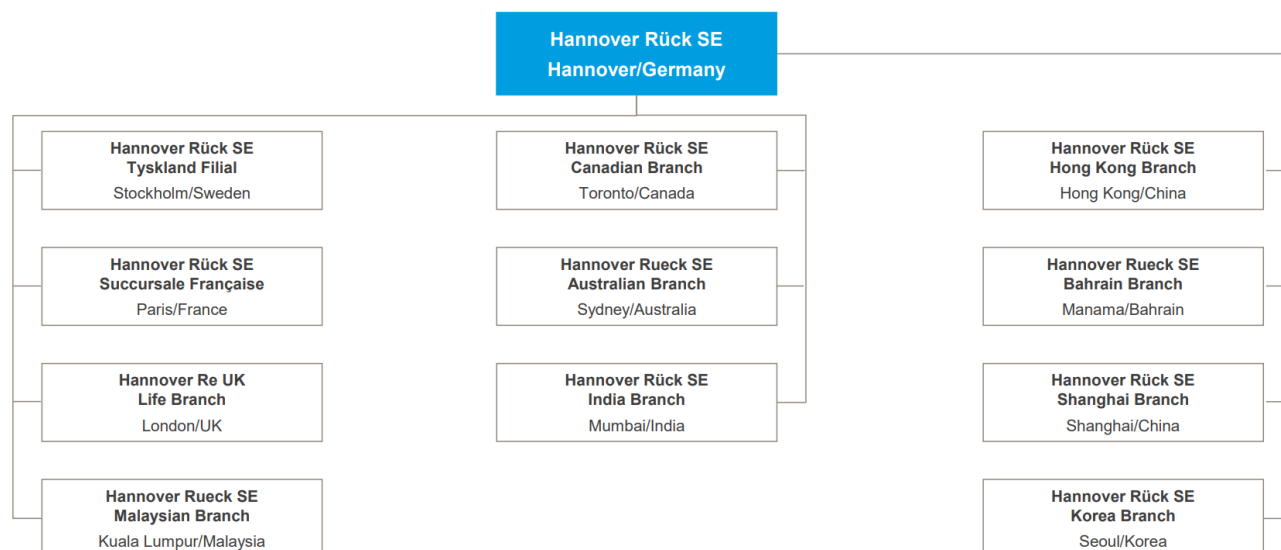 Hannover Rück SE
Hannover/Germany
Hannover Rück SE
Tyskland Filial
Stockholm/Sweden
Hannover Rück SE
Canadian Branch
Toronto/Canada
Hannover Rück SE
Hong Kong Branch
Hong Kong/China
Hannover Rück SE
Succursale Française
Paris/France
Hannover Rueck SE
Australian Branch
Sydney/Australia
Hannover Rueck SE
Bahrain Branch
Manama/Bahrain
Hannover Re UK
Life Branch
London/UK
Hannover Rück SE
India Branch
Mumbai/India
Hannover Rück SE
Shanghai Branch
Shanghai/China
Hannover Rueck SE
Malaysian Branch
Kuala Lumpur/Malaysia
Hannover Rück SE
Korea Branch
Seoul/Korea